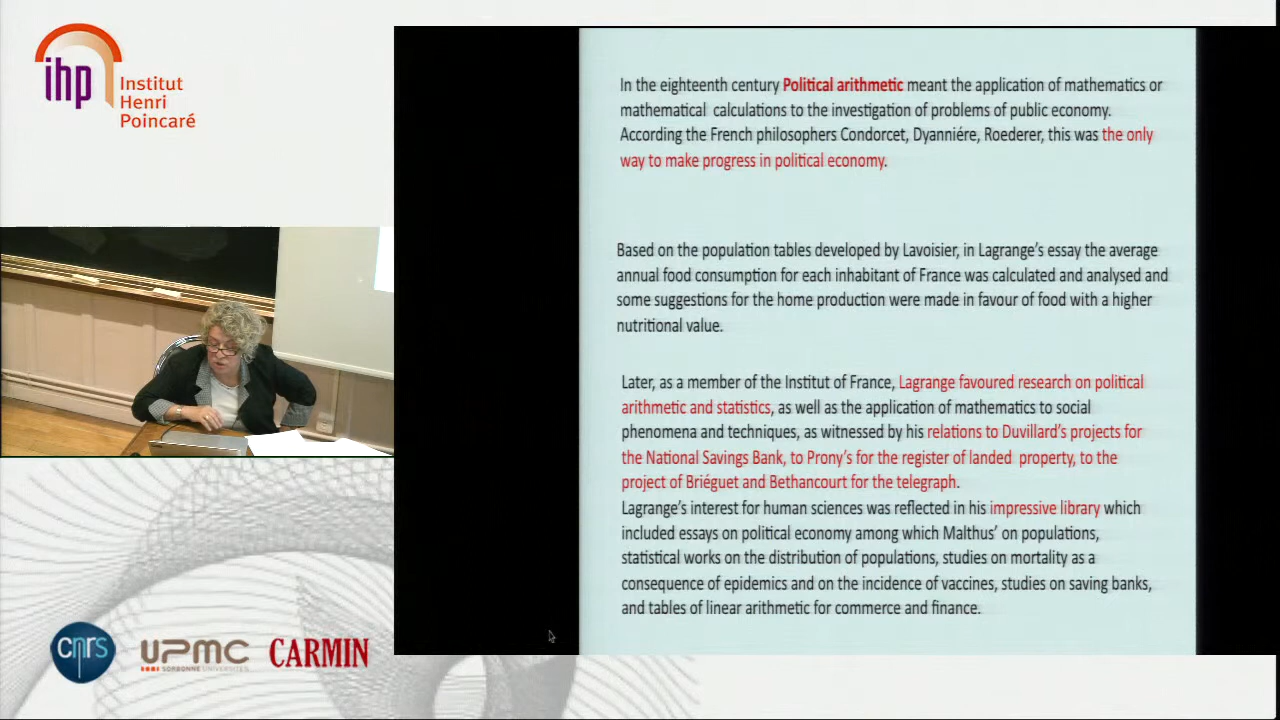 ihp
Institut
Henri
Poincaré
In the eighteenth century Political arithmetic meant the application of mathematics or
mathematical calculations to the investigation of problems of public economy.
According the French philosophers Condorcet, Dyanniére, Roederer, this was the only
way to make progress in political economy.
Based on the population tables developed by Lavoisier, in Lagrange's essay the average
annual food consumption for each inhabitant of France was calculated and analysed and
some suggestions for the home production were made in favour of food with a higher
nutritional value.
Later, as a member of the Institut of France, Lagrange favoured research on political
arithmetic and statistics, as well as the application of mathematics to social
phenomena and techniques, as witnessed by his relations to Duvillard's projects for
the National Savings Bank, to Prony's for the register of landed property, to the
project of Briéguet and Bethancourt for the telegraph.
Lagrange's interest for human sciences was reflected in his impressive library which
included essays on political economy among which Malthus' on populations,
statistical works on the distribution of populations, studies on mortality as a
consequence of epidemics and on the incidence of vaccines, studies on saving banks,
and tables of linear arithmetic for commerce and finance.
cnrs
UPMC
SORBONNE UNIVERSITÉS
CARMIN